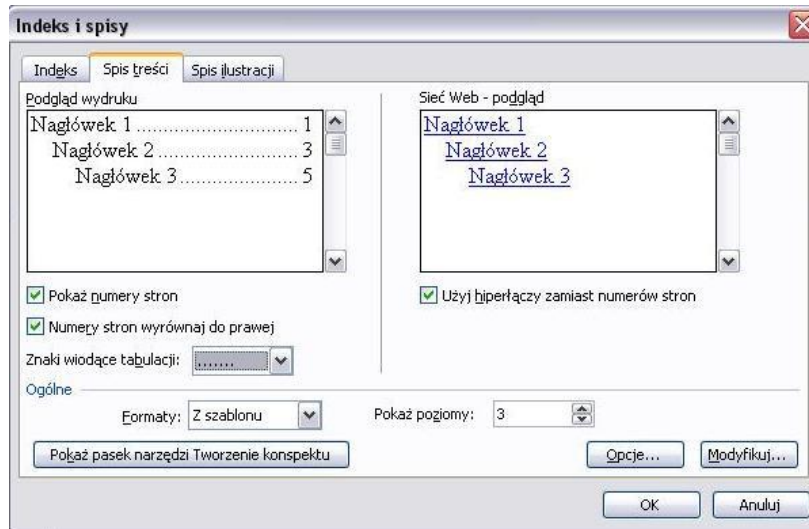 Indeks i spisy
Indeks Spis treści Spis ilustracji
Podgląd wydruku
Nagłówek 1 ............................. 1
Nagłówek 2 ......................... 3
Nagłówek 3 ..................... 5
Sieć Web - podgląd
Nagłówek 1
Nagłówek 2
Nagłówek 3
Pokaż numery stron
Numery stron wyrównaj do prawej
Użyj hiperłączy zamiast numerów stron
Znaki wiodące tabulacji: .......
Ogólne
Formaty: Z szablonu Pokaż poziomy: 3
Pokaż pasek narzędzi Tworzenie konspektu Opcje... Modyfikuj...
OK Anuluj